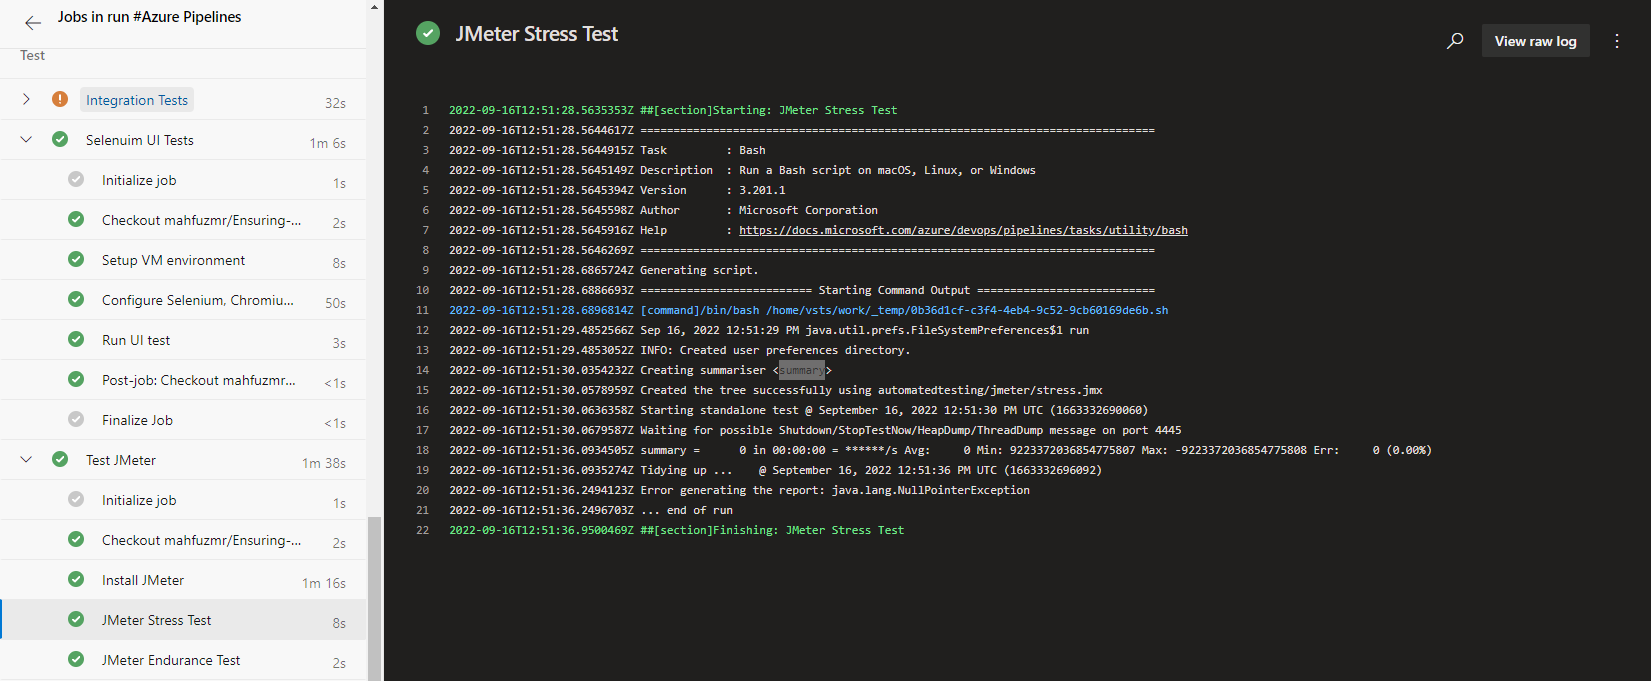 Jobs in run #Azure Pipelines
Test
Integration Tests 32s
Selenuim UI Tests 1m 6s
Initialize job 1s
Checkout mahfuzmr/Ensuring-... 2s
Setup VM environment 8s
Configure Selenium, Chromiu... 50s
Run UI test 3s
Post-job: Checkout mahfuzmr... <1s
Finalize Job <1s
Test JMeter 1m 38s
Initialize job 1s
Checkout mahfuzmr/Ensuring-... 2s
Install JMeter 1m 16s
JMeter Stress Test 8s
JMeter Endurance Test 2s
JMeter Stress Test
View raw log
1 2022-09-16T12:51:28.5635353Z ##[section]Starting: JMeter Stress Test
2 2022-09-16T12:51:28.5644617Z ==============================================================================
3 2022-09-16T12:51:28.5644915Z Task         : Bash
4 2022-09-16T12:51:28.5645149Z Description  : Run a Bash script on macOS, Linux, or Windows
5 2022-09-16T12:51:28.5645394Z Version      : 3.201.1
6 2022-09-16T12:51:28.5645598Z Author       : Microsoft Corporation
7 2022-09-16T12:51:28.5645916Z Help         : https://docs.microsoft.com/azure/devops/pipelines/tasks/utility/bash
8 2022-09-16T12:51:28.5646269Z ==============================================================================
9 2022-09-16T12:51:28.6865724Z Generating script.
10 2022-09-16T12:51:28.6886693Z ========================== Starting Command Output ===========================
11 2022-09-16T12:51:28.6896814Z [command]/bin/bash /home/vsts/work/_temp/0b36d1cf-c3f4-4eb4-9c52-9cb60169de6b.sh
12 2022-09-16T12:51:29.4852566Z Sep 16, 2022 12:51:29 PM java.util.prefs.FileSystemPreferences$1 run
13 2022-09-16T12:51:29.4853052Z INFO: Created user preferences directory.
14 2022-09-16T12:51:30.0354232Z Creating summariser <summary>
15 2022-09-16T12:51:30.0578959Z Created the tree successfully using automatedtesting/jmeter/stress.jmx
16 2022-09-16T12:51:30.0636358Z Starting standalone test @ September 16, 2022 12:51:30 PM UTC (1663332690060)
17 2022-09-16T12:51:30.0679587Z Waiting for possible Shutdown/StopTestNow/HeapDump/ThreadDump message on port 4445
18 2022-09-16T12:51:36.0934505Z summary =      0 in 00:00:00 = ******/s Avg:     0 Min: 9223372036854775807 Max: -9223372036854775808 Err:     0 (0.00%)
19 2022-09-16T12:51:36.0935274Z Tidying up ...    @ September 16, 2022 12:51:36 PM UTC (1663332696092)
20 2022-09-16T12:51:36.2494123Z Error generating the report: java.lang.NullPointerException
21 2022-09-16T12:51:36.2496703Z ... end of run
22 2022-09-16T12:51:36.9500469Z ##[section]Finishing: JMeter Stress Test